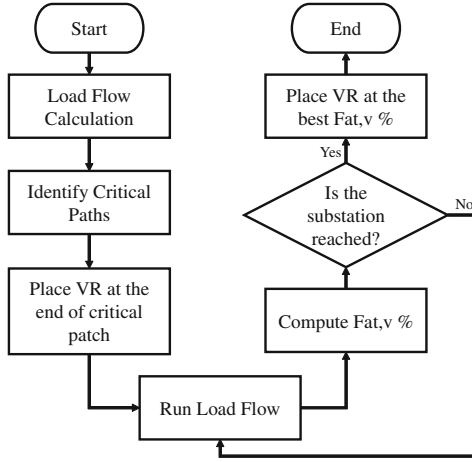 Start
Load Flow
Calculation
Identify Critical
Paths
Place VR at the
end of critical
patch
Run Load Flow
Compute Fat,v %
Is the
substation
reached?
Yes
No
Place VR at the
best Fat,v %
End